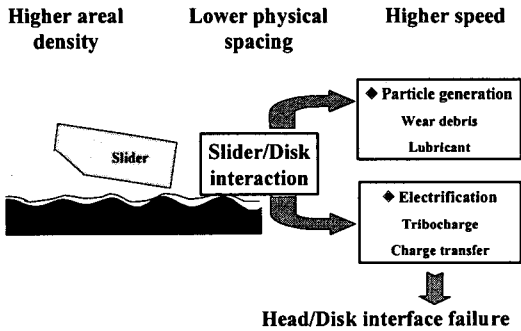 Higher areal
density
Lower physical
spacing
Higher speed
Slider
Slider/Disk
interaction
◆ Particle generation
Wear debris
Lubricant
◆ Electrification
Tribocharge
Charge transfer
Head/Disk interface failure